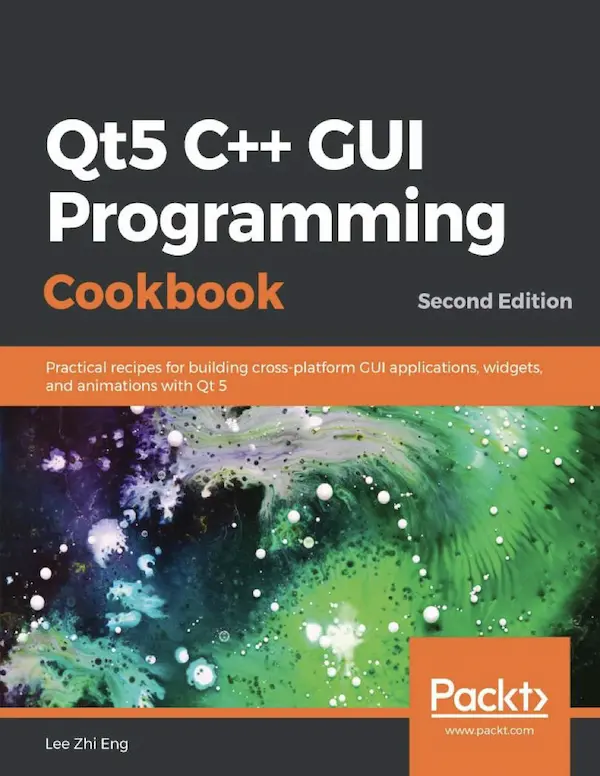 Qt5 C++ GUI
Programming
Cookbook
Second Edition
Practical recipes for building cross-platform GUI applications, widgets,
and animations with Qt 5
Packt>
www.packt.com
Lee Zhi Eng